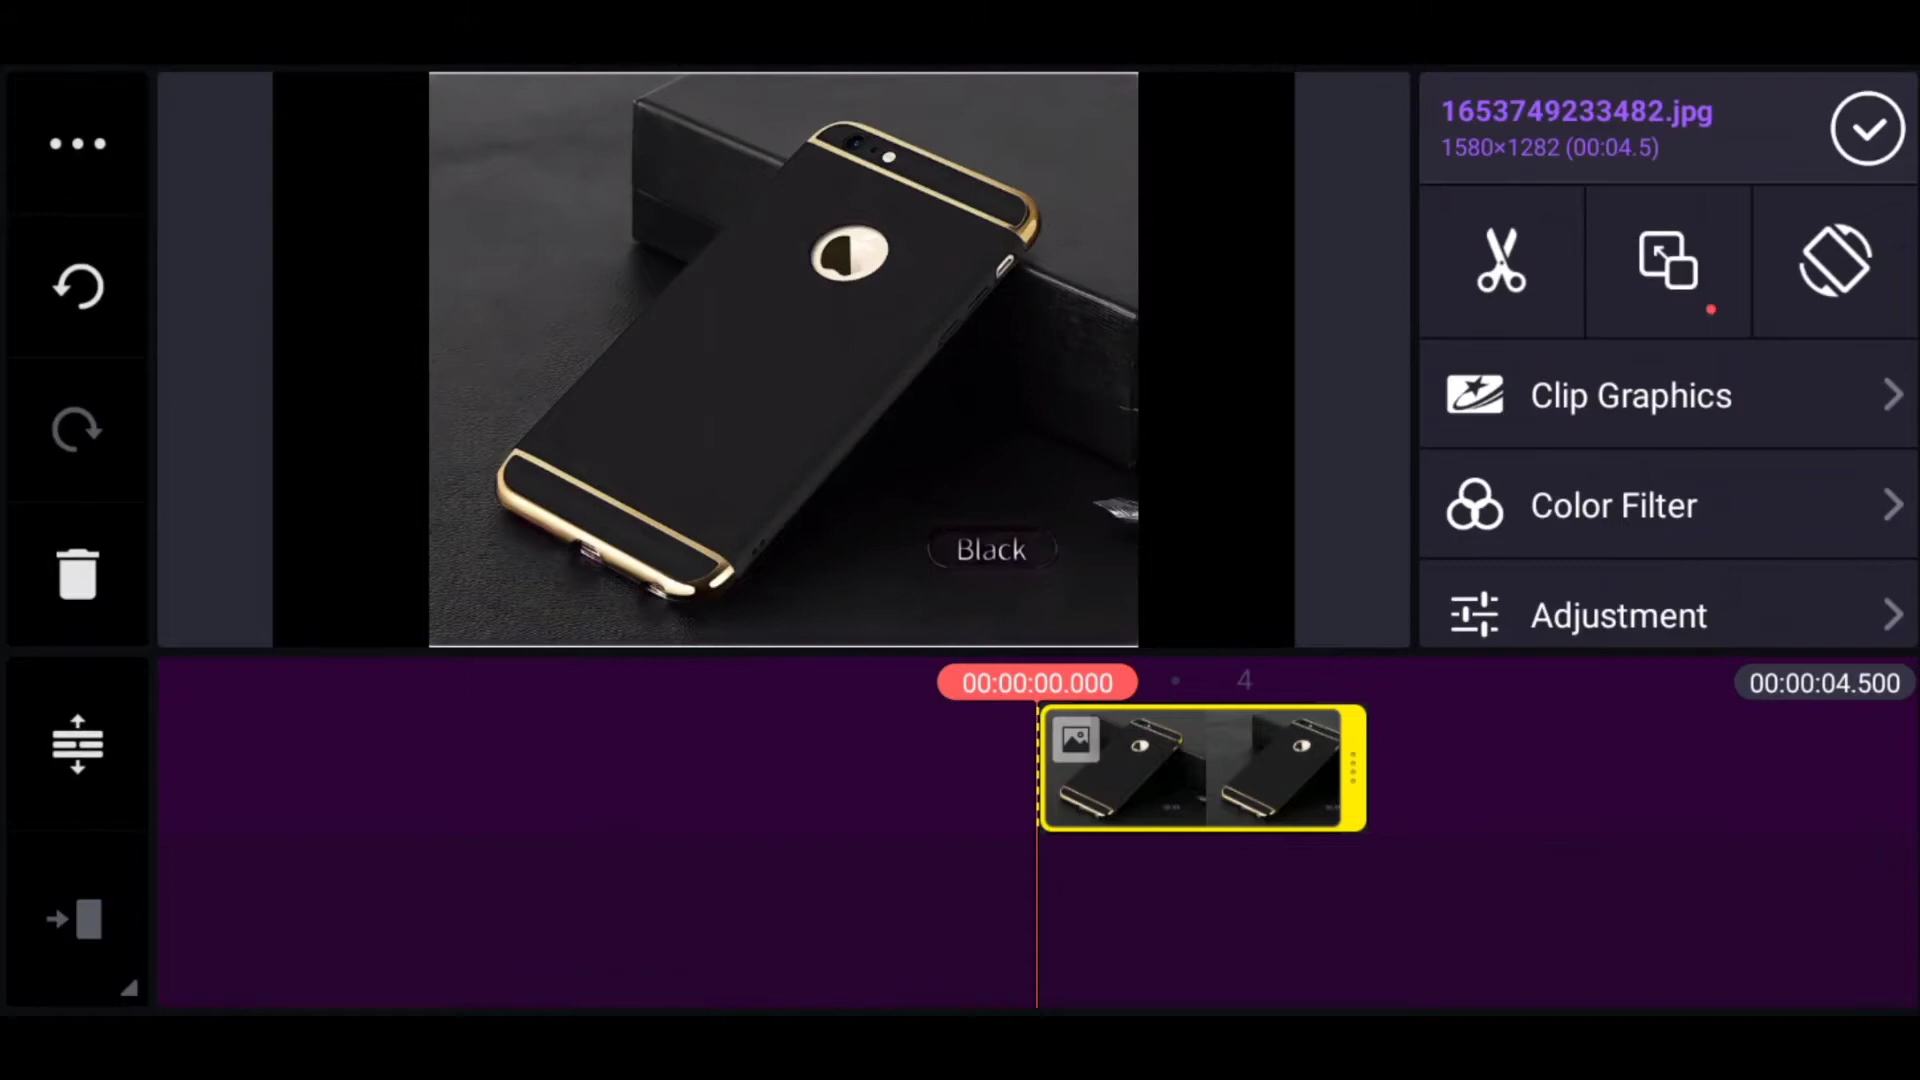 1653749233482.jpg
1580×1282 (00:04.5)
Clip Graphics
Color Filter
Adjustment
Black
00:00:00.000
4
00:00:04.500